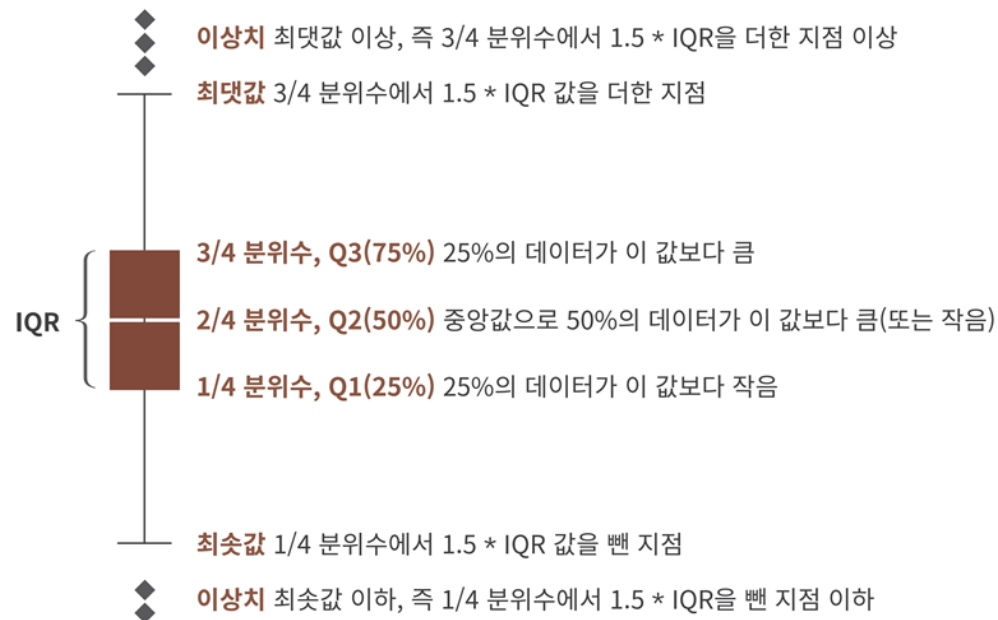 이상치 최댓값 이상, 즉 3/4 분위수에서 1.5 * IQR을 더한 지점 이상
최댓값 3/4 분위수에서 1.5 * IQR 값을 더한 지점
3/4 분위수, Q3(75%) 25%의 데이터가 이 값보다 큼
IQR
2/4 분위수, Q2(50%) 중앙값으로 50%의 데이터가 이 값보다 큼(또는 작음)
1/4 분위수, Q1(25%) 25%의 데이터가 이 값보다 작음
최솟값 1/4 분위수에서 1.5 * IQR 값을 뺀 지점
이상치 최솟값 이하, 즉 1/4 분위수에서 1.5 * IQR을 뺀 지점 이하